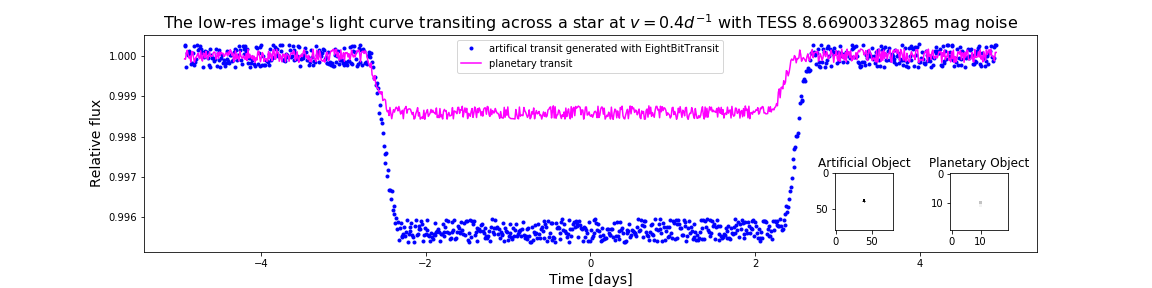 The low-res image's light curve transiting across a star at v = 0.4d⁻¹ with TESS 8.66900332865 mag noise
artifical transit generated with EightBitTransit
planetary transit
Relative flux
1.000
0.999
0.998
0.997
0.996
Artificial Object
0
50
0 50
Planetary Object
0
10
0 10
−4 −2 0 2 4
Time [days]